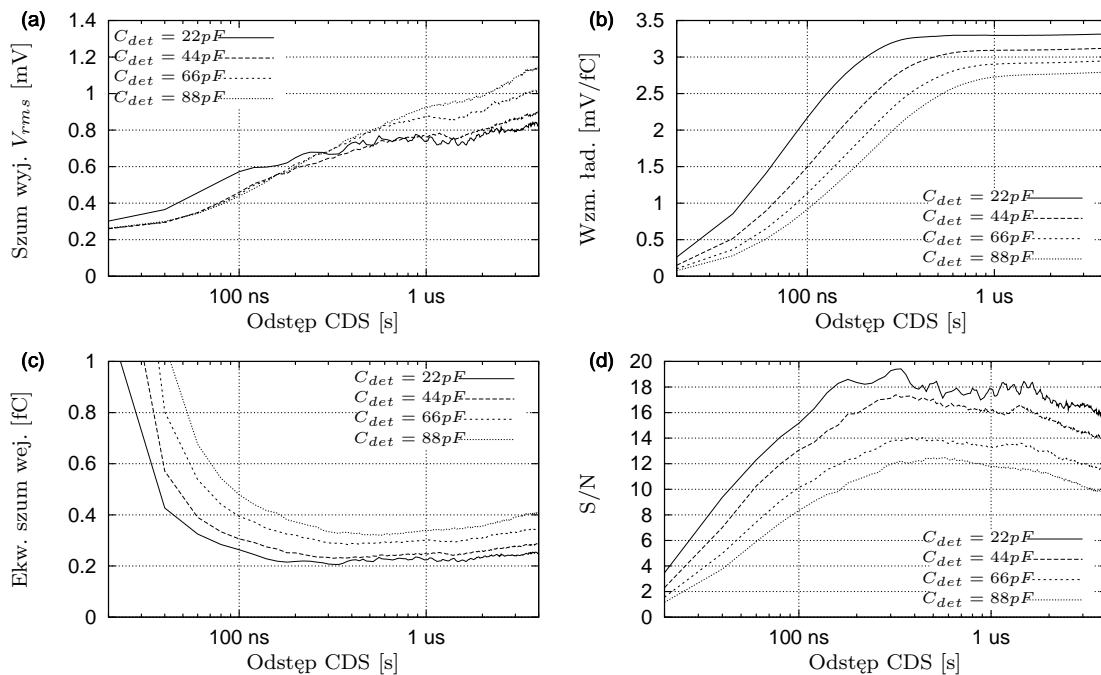 (a)
Szum wyj. V_rms [mV]
1.4
1.2
1
0.8
0.6
0.4
0.2
0
C_det = 22pF
C_det = 44pF
C_det = 66pF
C_det = 88pF
100 ns
1 us
Odstęp CDS [s]
(b)
Wzm. ład. [mV/fC]
3.5
3
2.5
2
1.5
1
0.5
0
C_det = 22pF
C_det = 44pF
C_det = 66pF
C_det = 88pF
100 ns
1 us
Odstęp CDS [s]
(c)
Ekw. szum wej. [fC]
1
0.8
0.6
0.4
0.2
0
C_det = 22pF
C_det = 44pF
C_det = 66pF
C_det = 88pF
100 ns
1 us
Odstęp CDS [s]
(d)
S/N
20
18
16
14
12
10
8
6
4
2
0
C_det = 22pF
C_det = 44pF
C_det = 66pF
C_det = 88pF
100 ns
1 us
Odstęp CDS [s]